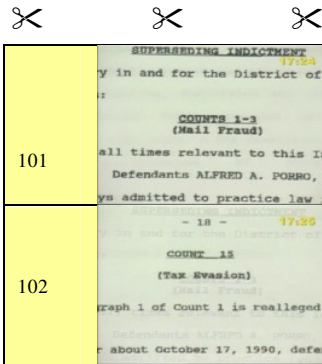 SUPERSEDING INDICTMENT
17:24
y in and for the District of
s:
COUNTS 1-3
(Mail Fraud)
101
all times relevant to this I
Defendants ALFRED A. PORRO,
ys admitted to practice law
- 18 -
17:25
COUNT 15
(Tax Evasion)
102
raph 1 of Count 1 is realleged
r about October 17, 1990, defe